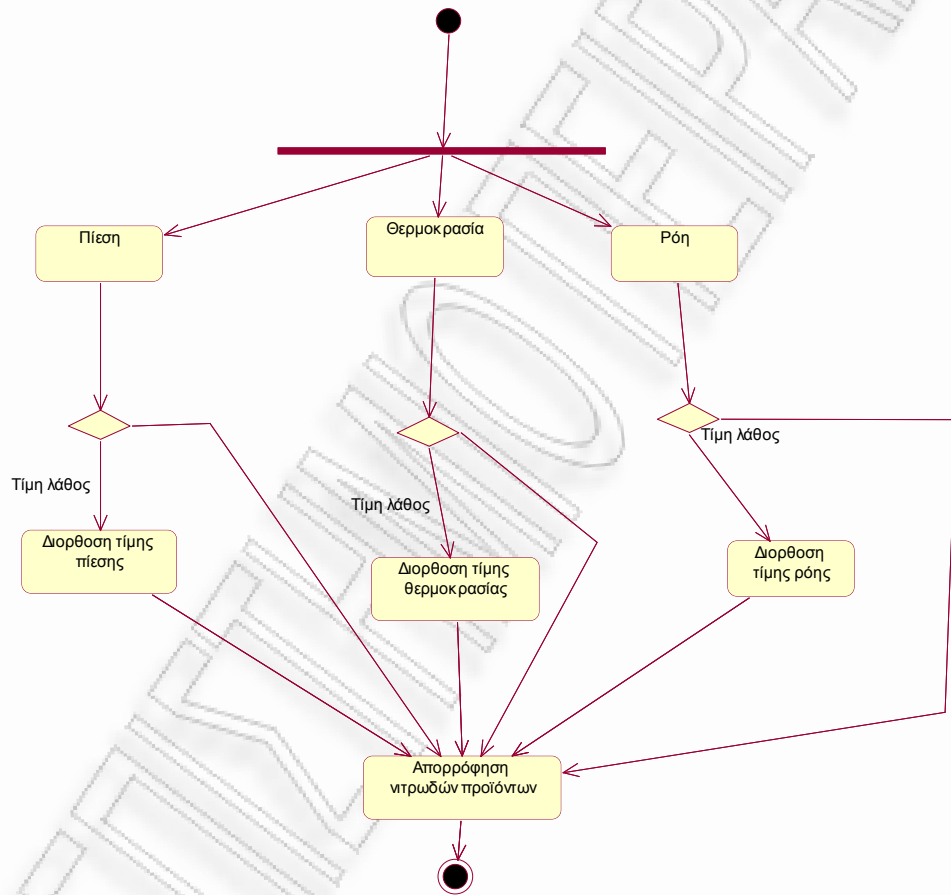 Πίεση
Θερμοκρασία
Ρόη
Τίμη λάθος
Τίμη λάθος
Τίμη λάθος
Διορθοση τίμης
πίεσης
Διορθοση τίμης
θερμοκρασίας
Διορθοση
τίμης ρόης
Απορρόφηση
νιτρωδών προϊόντων